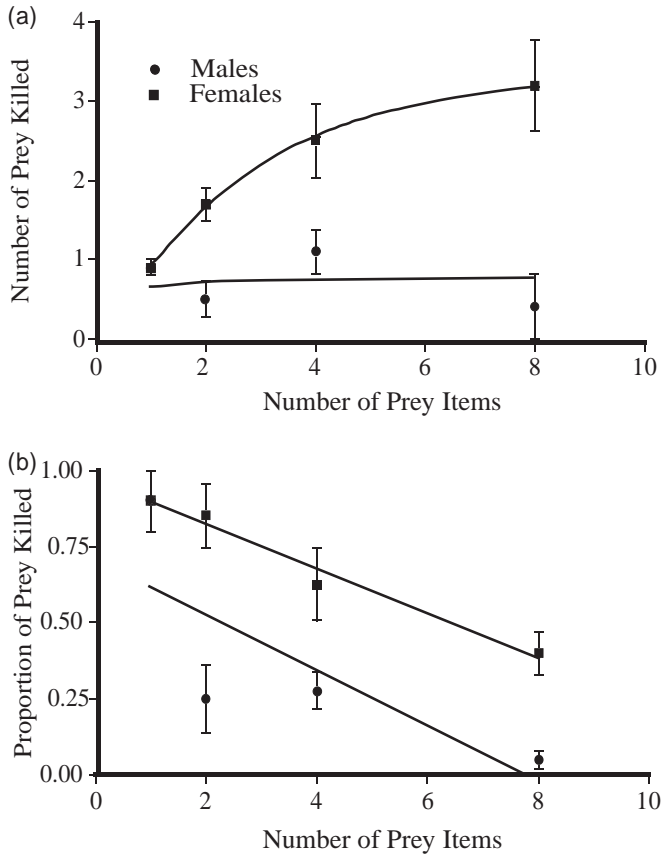 (a)
4
3
2
1
0
Number of Prey Killed
Males
Females
0 2 4 6 8 10
Number of Prey Items
(b)
1.00
0.75
0.50
0.25
0.00
Proportion of Prey Killed
0 2 4 6 8 10
Number of Prey Items